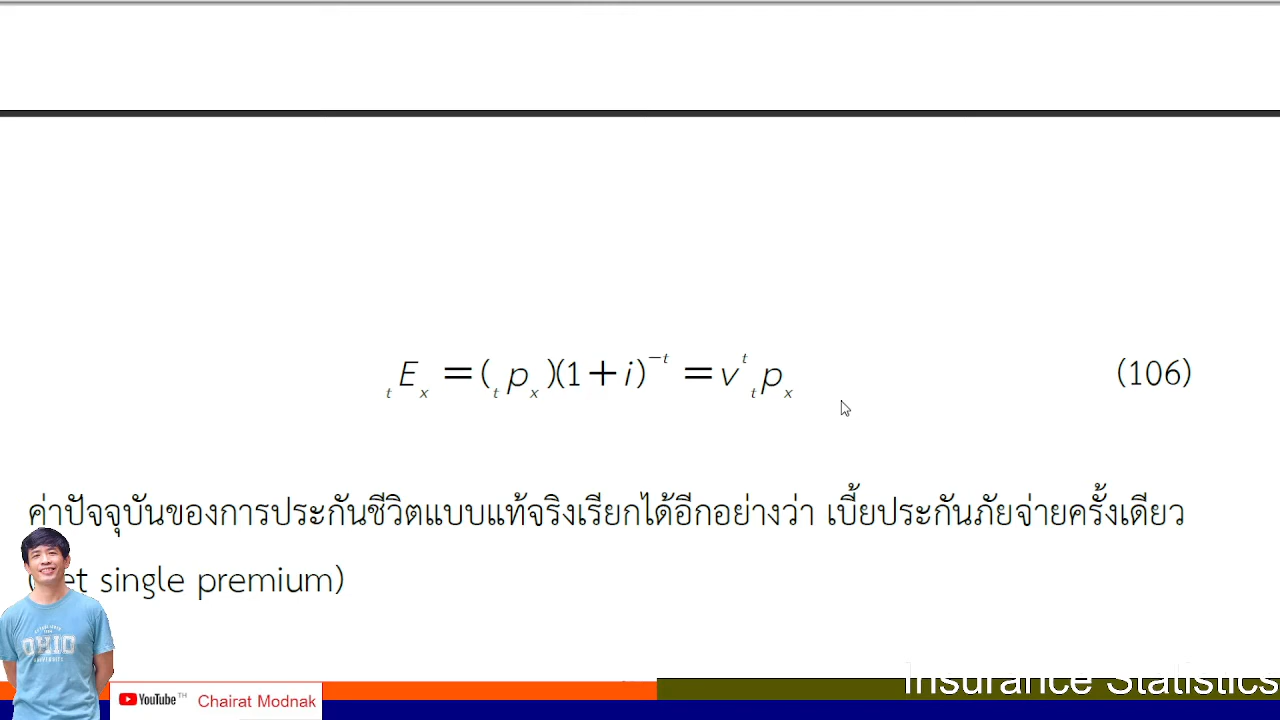 ₜEₓ = (ₜpₓ)(1+i)⁻ᵗ = vᵗ ₜpₓ (106)
ค่าปัจจุบันของการประกันชีวิตแบบแท้จริงเรียกได้อีกอย่างว่า เบี้ยประกันภัยจ่ายครั้งเดียว
single premium)
OHIO
YouTube TH Chairat Modnak
Insurance Statistics